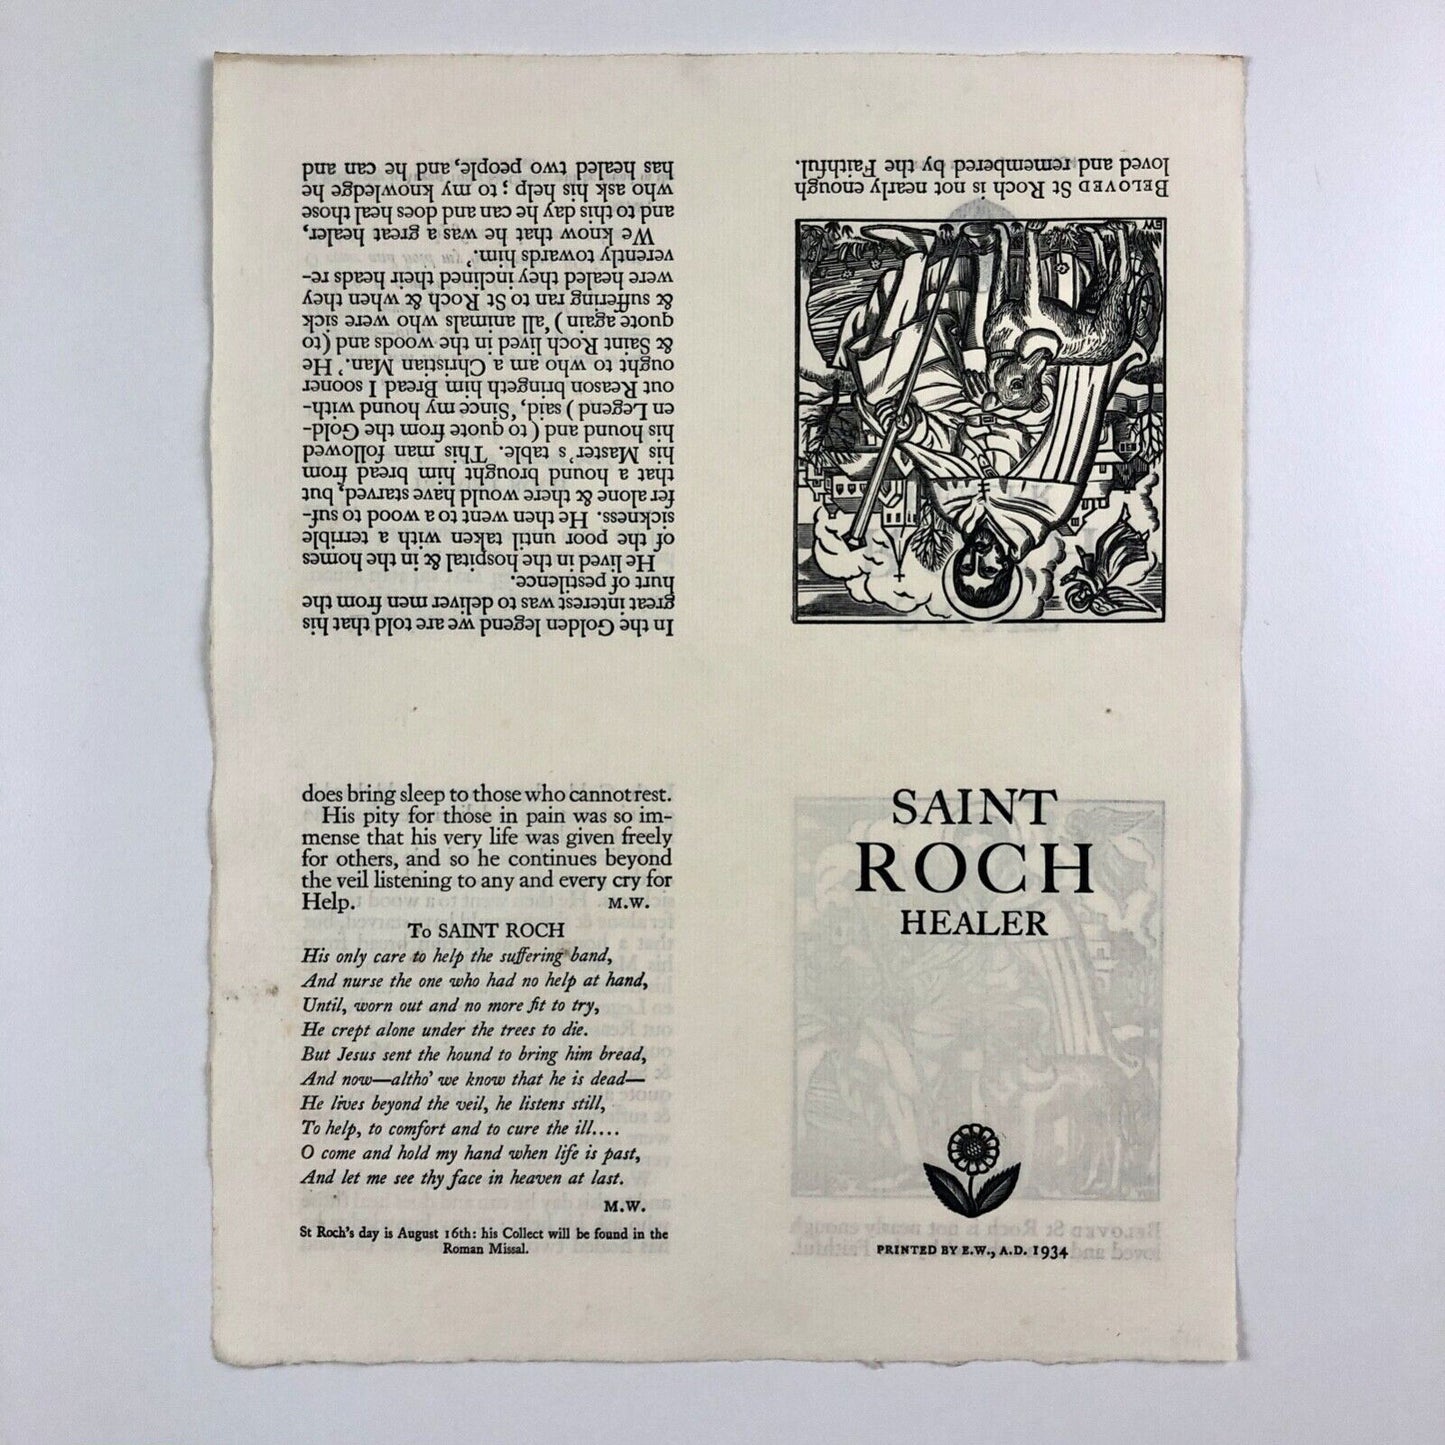 SAINT
ROCH
HEALER
PRINTED BY E.W., A.D. 1934
BELOVED St Roch is not nearly enough
loved and remembered by the Faithful.
EW
In the Golden legend we are told that his
great interest was to deliver men from the
hurt of pestilence.
He lived in the hospital & in the homes
of the poor until taken with a terrible
sickness. He then went to a wood to suf-
fer alone & there would have starved, but
that a hound brought him bread from
his Master's table. This man followed
his hound and (to quote from the Gold-
en Legend) said, 'Since my hound with-
out Reason bringeth him Bread I sooner
ought to who am a Christian Man.' He
& Saint Roch lived in the woods and (to
quote again) 'all animals who were sick
& suffering ran to St Roch & when they
were healed they inclined their heads re-
verently towards him.'
We know that he was a great healer,
and to this day he can and does heal those
who ask his help; to my knowledge he
has healed two people, and he can and
does bring sleep to those who cannot rest.
His pity for those in pain was so im-
mense that his very life was given freely
for others, and so he continues beyond
the veil listening to any and every cry for
Help. M.W.
To SAINT ROCH
His only care to help the suffering band,
And nurse the one who had no help at hand,
Until, worn out and no more fit to try,
He crept alone under the trees to die.
But Jesus sent the hound to bring him bread,
And now—altho' we know that he is dead—
He lives beyond the veil, he listens still,
To help, to comfort and to cure the ill....
O come and hold my hand when life is past,
And let me see thy face in heaven at last.
M.W.
St Roch's day is August 16th: his Collect will be found in the
Roman Missal.